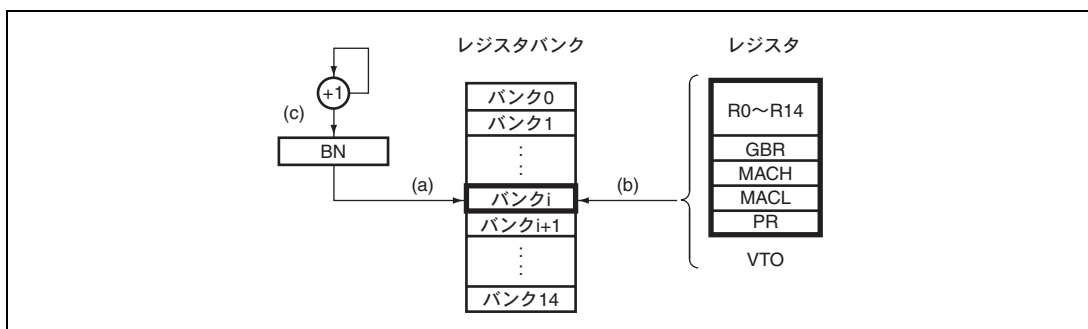 レジスタバンク
レジスタ
+1
(c)
BN
(a)
バンク0
バンク1
⋮
⋮
バンクi
バンクi+1
⋮
⋮
バンク14
(b)
R0～R14
GBR
MACH
MACL
PR
VTO